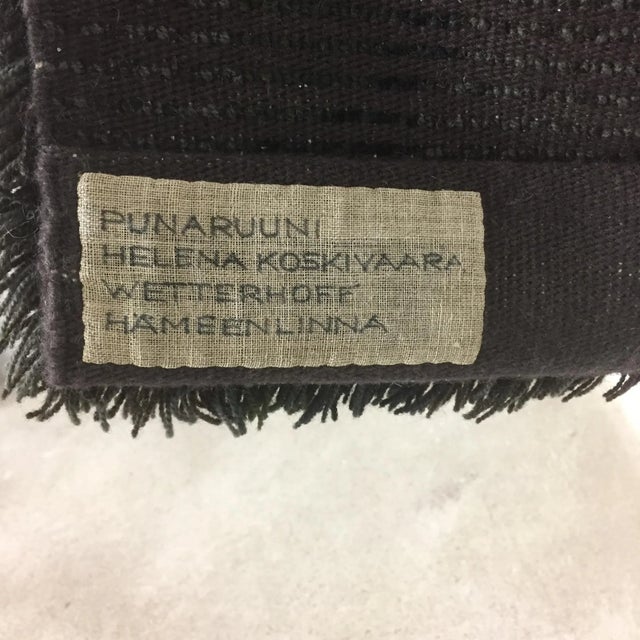 PUNARUUNI
HELENA KOSKIVAARA,
WETTERHOFF
HÄMEENLINNA